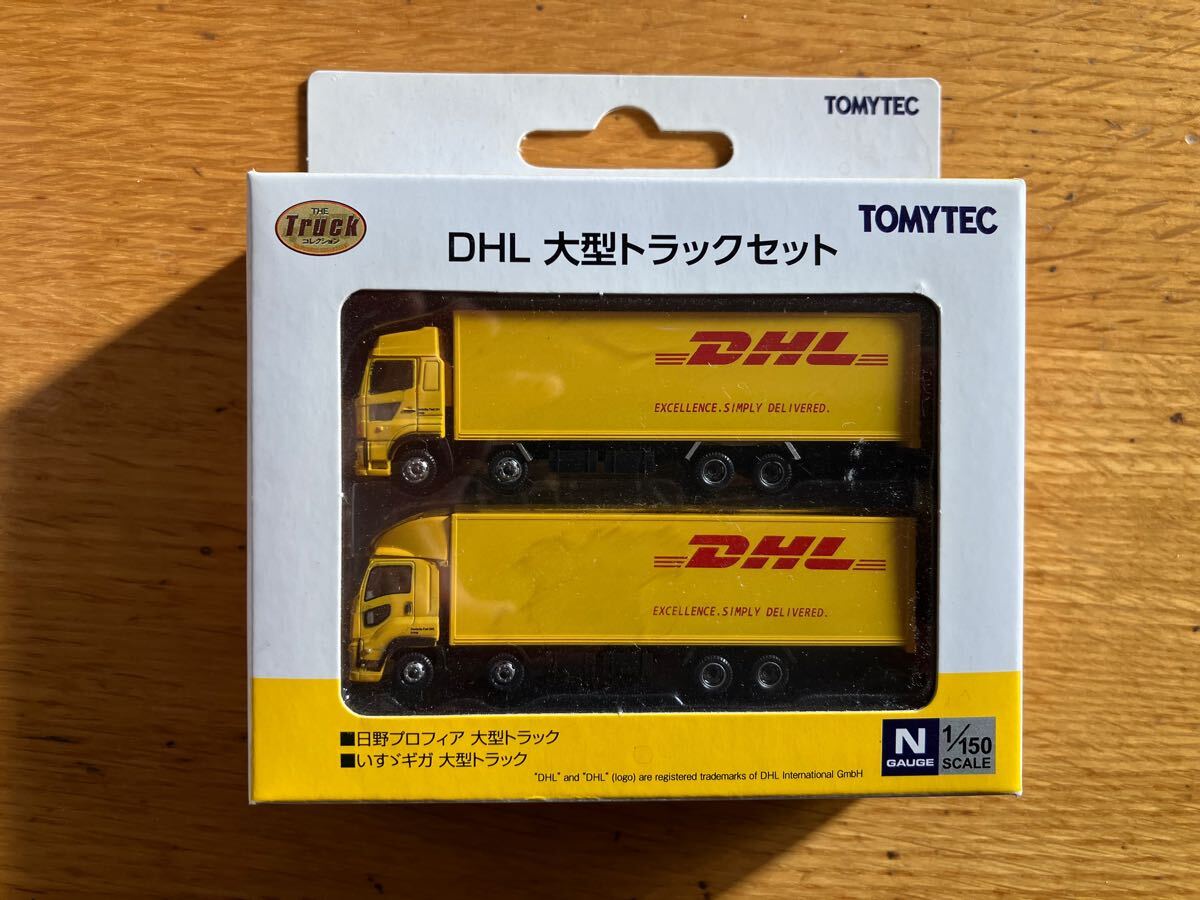 TOMYTEC
THE
Truck
コレクション
DHL 大型トラックセット
TOMYTEC
DHL
EXCELLENCE.SIMPLY DELIVERED.
DHL
EXCELLENCE.SIMPLY DELIVERED.
■日野プロフィア 大型トラック
■いすゞギガ 大型トラック
"DHL" and "DHL" (logo) are registered trademarks of DHL International GmbH
N
GAUGE
1/150
SCALE